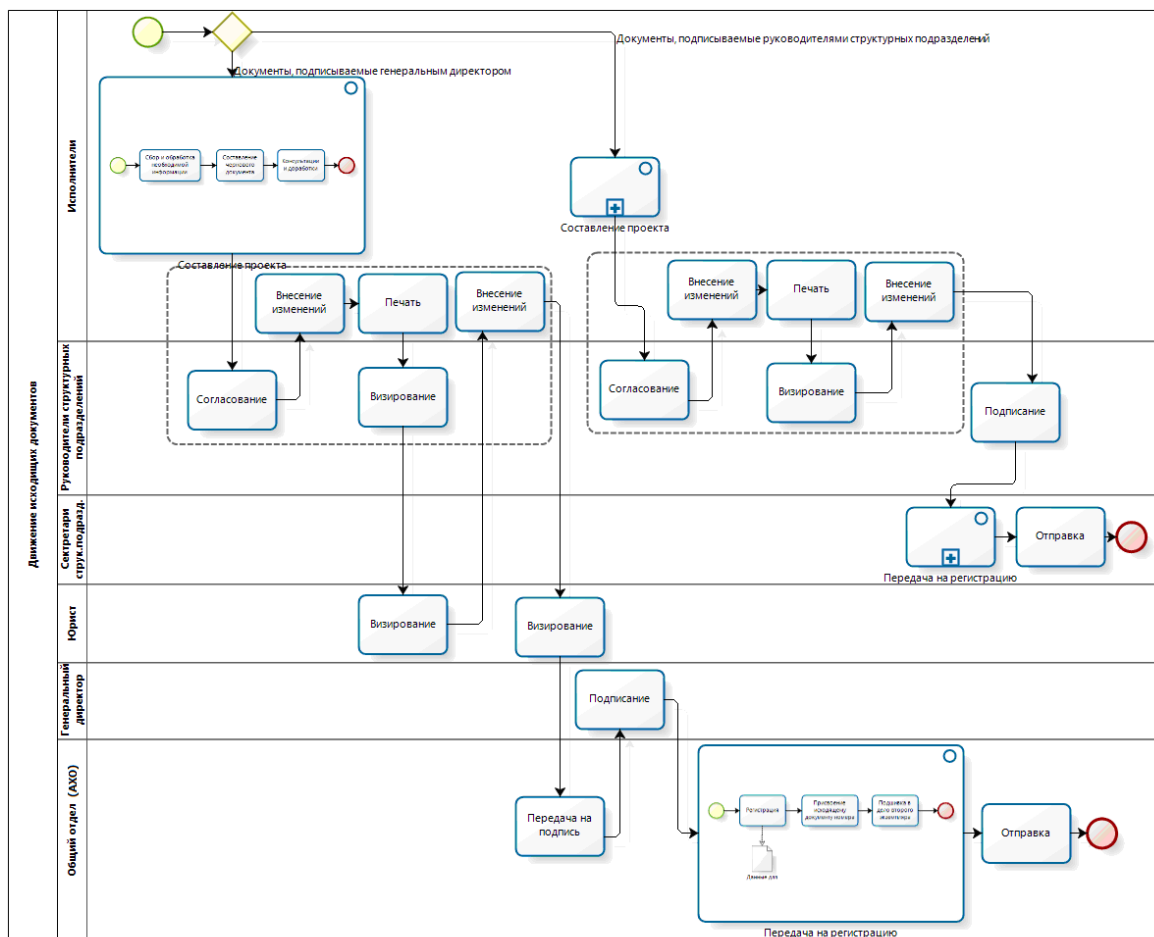 Движение исходящих документов
Исполнители
Документы, подписываемые руководителями структурных подразделений
Документы, подписываемые генеральным директором
Сбор и обработка
необходимой
информации
Составление
чернового
документа
Консультации
и доработки
Составление проекта
Составление проекта
Внесение
изменений
Печать
Внесение
изменений
Внесение
изменений
Печать
Внесение
изменений
Руководители структурных
подразделений
Согласование
Визирование
Согласование
Визирование
Подписание
Секктретари
струк.подразд.
Передача на регистрацию
Отправка
Юрист
Визирование
Визирование
Генеральный
директор
Подписание
Общий отдел (АХО)
Передача на
подпись
Регистрация
Присвоение
исходящему
документу номера
Подшивка в
дело второго
экземпляра
Данные для
Передача на регистрацию
Отправка